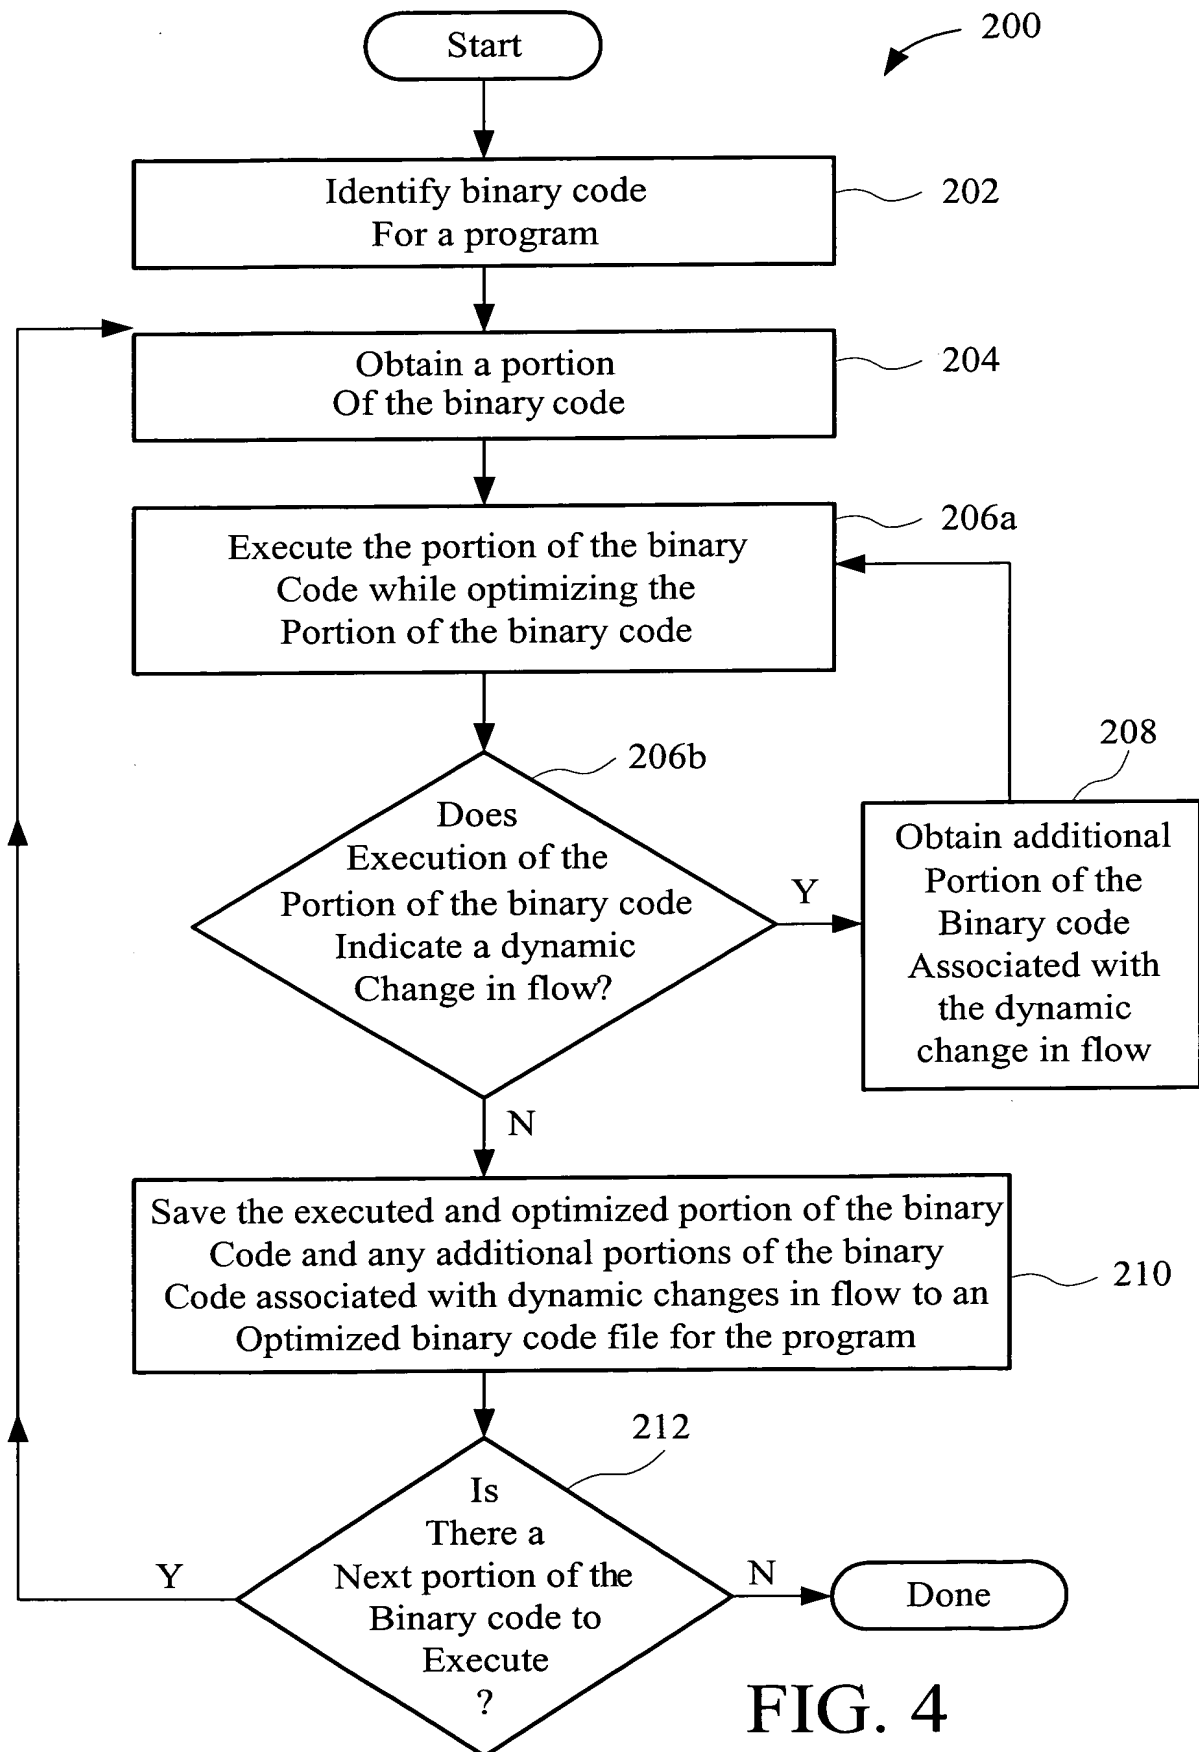 Start
200
Identify binary code
For a program
202
Obtain a portion
Of the binary code
204
Execute the portion of the binary
Code while optimizing the
Portion of the binary code
206a
Does
Execution of the
Portion of the binary code
Indicate a dynamic
Change in flow?
206b
Y
208
Obtain additional
Portion of the
Binary code
Associated with
the dynamic
change in flow
N
Save the executed and optimized portion of the binary
Code and any additional portions of the binary
Code associated with dynamic changes in flow to an
Optimized binary code file for the program
210
212
Is
There a
Next portion of the
Binary code to
Execute
?
Y
N
Done
FIG. 4